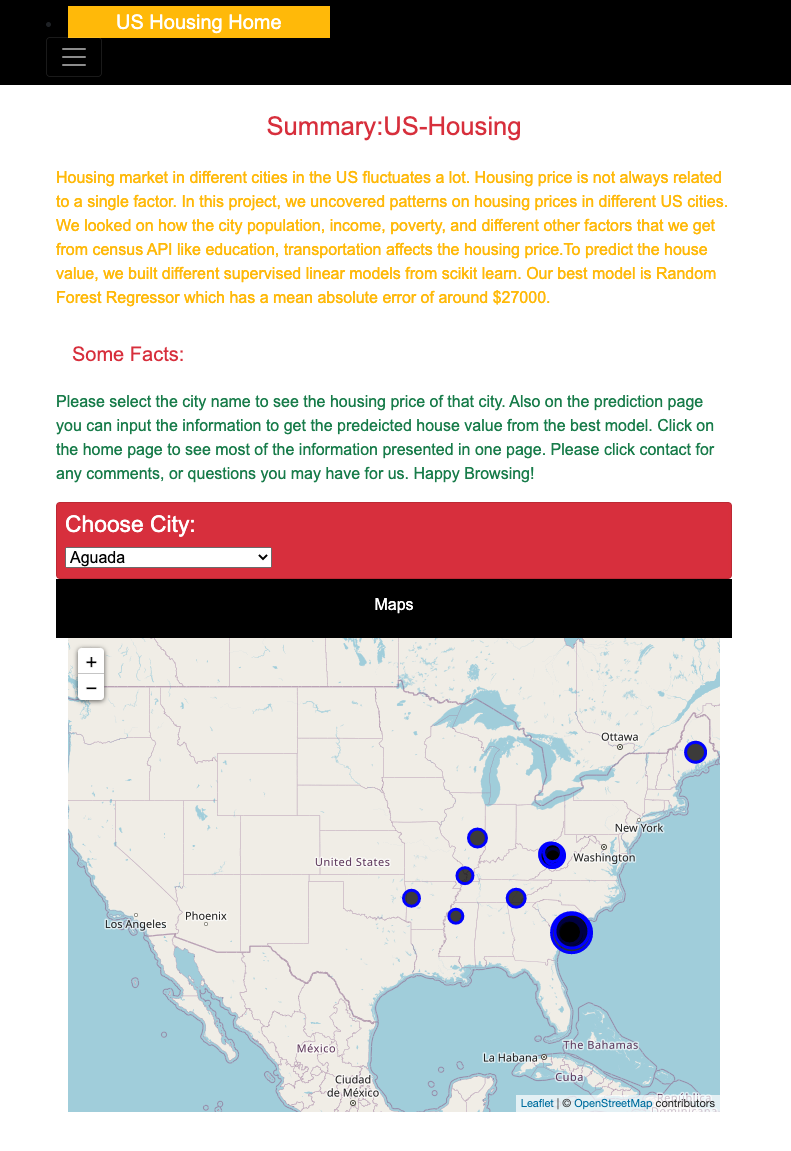 US Housing Home
Summary:US-Housing
Housing market in different cities in the US fluctuates a lot. Housing price is not always related
to a single factor. In this project, we uncovered patterns on housing prices in different US cities.
We looked on how the city population, income, poverty, and different other factors that we get
from census API like education, transportation affects the housing price.To predict the house
value, we built different supervised linear models from scikit learn. Our best model is Random
Forest Regressor which has a mean absolute error of around $27000.
Some Facts:
Please select the city name to see the housing price of that city. Also on the prediction page
you can input the information to get the predeicted house value from the best model. Click on
the home page to see most of the information presented in one page. Please click contact for
any comments, or questions you may have for us. Happy Browsing!
Choose City:
Aguada
Maps
+
−
Ottawa
New York
Washington
United States
Phoenix
Los Angeles
The Bahamas
México
La Habana
Cuba
Ciudad
de México
República
Dominicana
Leaflet | © OpenStreetMap contributors